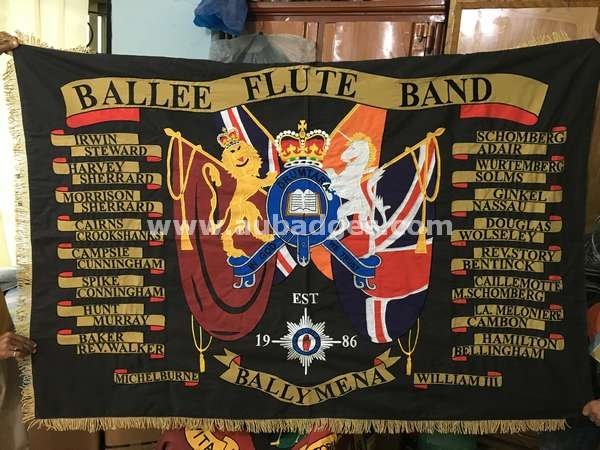 BALLEE FLUTE BAND
IRWIN
STEWARD
HARVEY
SHERRARD
MORRISON
SHERRARD
CAIRNS
CROOKSHANKS
CAMPSIE
CUNNINGHAM
SPIKE
CONNINGHAM
HUNT
MURRAY
BAKER
REV.WALKER
MICHELBURNE
SCHOMBERG
ADAIR
WURTEMBERG
SOLMS
GINKEL
NASSAU
DOUGLAS
WOLSELEY
REV.STORY
BENTINCK
CAILLEMOTTE
M.SCHOMBERG
LA MELONIERE
CAMBON
HAMILTON
BELLINGHAM
WILLIAM III
www.aubadoes.com
EST
19 86
BALLYMENA